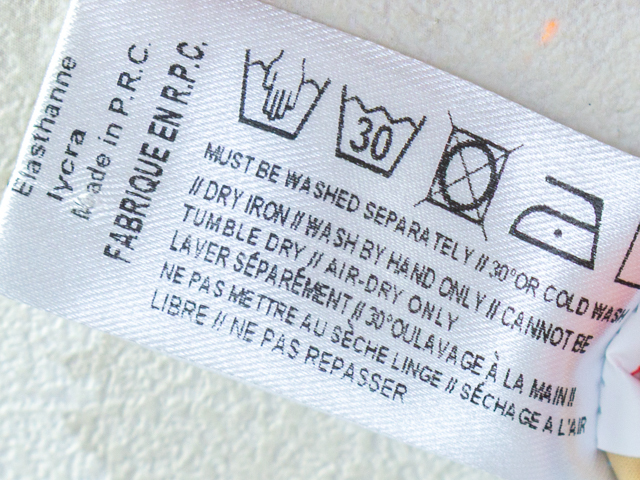 Elasthanne
lycra
Made in P.R.C.
FABRIQUE EN R.P.C.
30
MUST BE WASHED SEPARATELY // 30°OR COLD WASH
// DRY IRON // WASH BY HAND ONLY // CANNOT BE
TUMBLE DRY // AIR-DRY ONLY
LAVER SÉPARÉMENT // 30°OULAVAGE À LA MAIN //
NE PAS METTRE AU SÈCHE LINGE // SÉCHAGE A L'AIR
LIBRE // NE PAS REPASSER